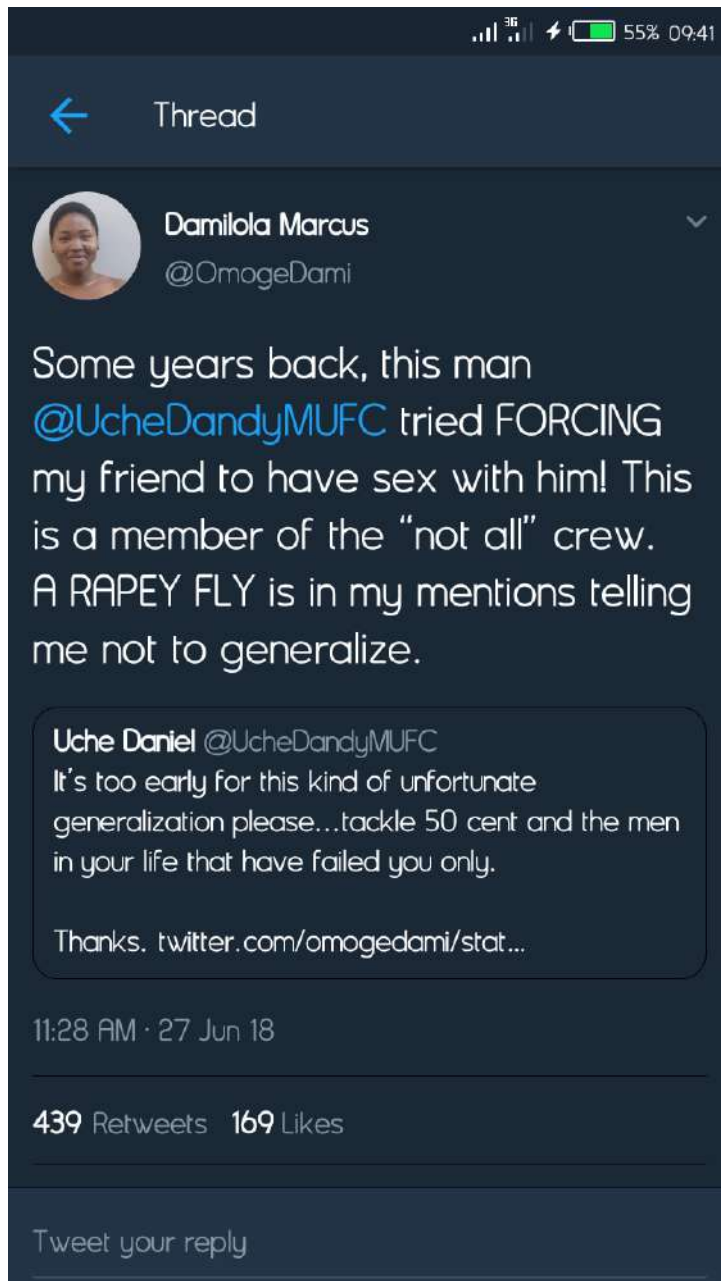 3G 55% 09:41
Thread
Damilola Marcus
@OmogeDami
Some years back, this man
@UcheDandyMUFC tried FORCING
my friend to have sex with him! This
is a member of the “not all” crew.
A RAPEY FLY is in my mentions telling
me not to generalize.
Uche Daniel @UcheDandyMUFC
It's too early for this kind of unfortunate
generalization please...tackle 50 cent and the men
in your life that have failed you only.
Thanks. twitter.com/omogedami/stat...
11:28 AM · 27 Jun 18
439 Retweets 169 Likes
Tweet your reply